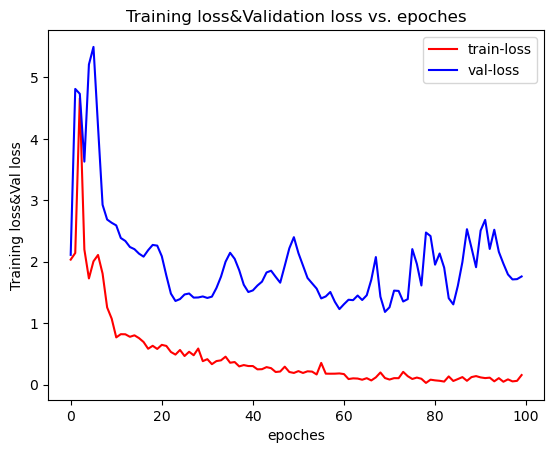 Training loss&Validation loss vs. epoches
train-loss
val-loss
Training loss&Val loss
5
4
3
2
1
0
0 20 40 60 80 100
epoches